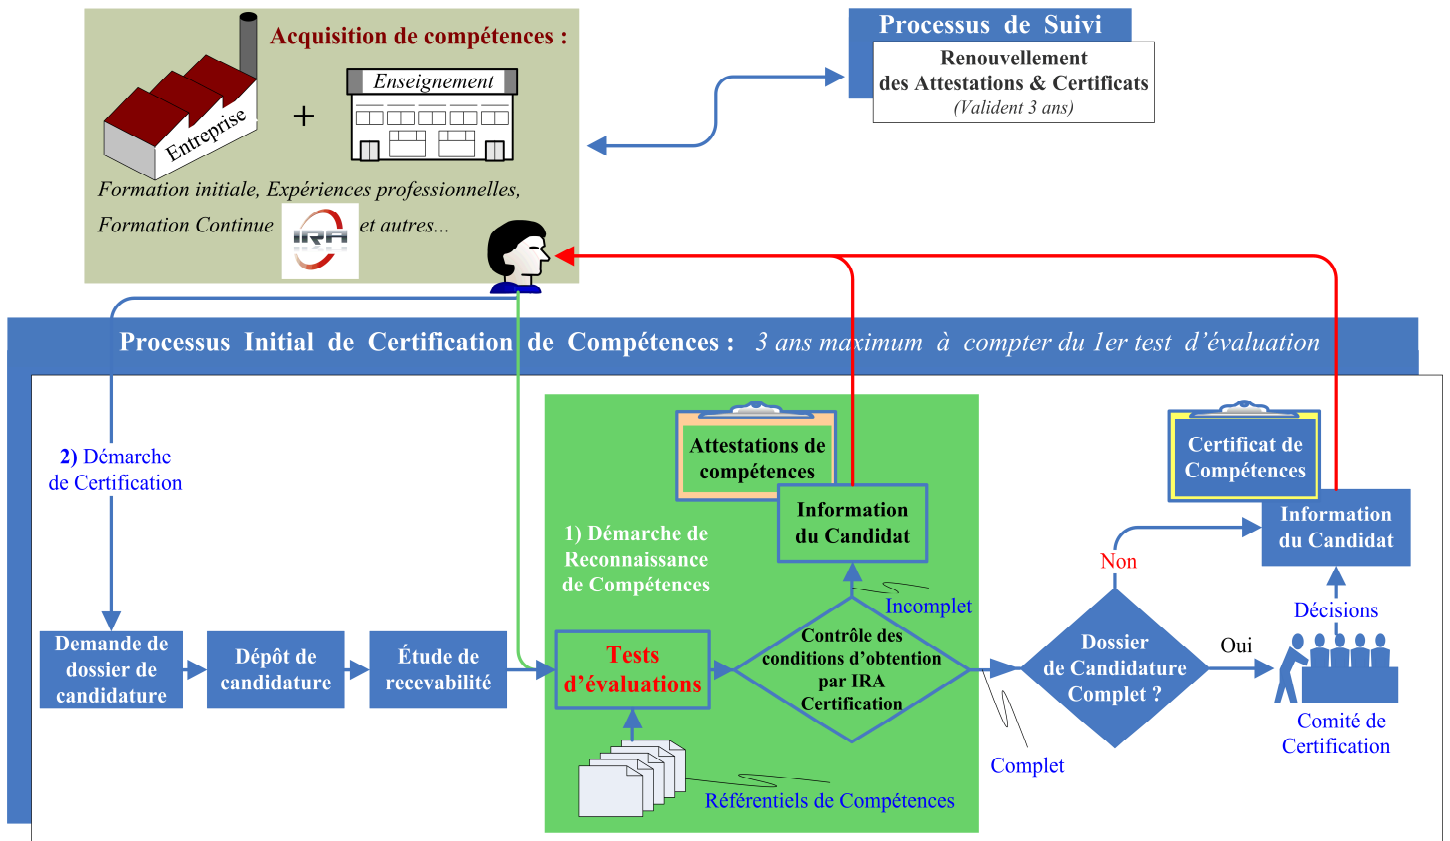 Acquisition de compétences :
Enseignement
Entreprise
+
Formation initiale, Expériences professionnelles,
Formation Continue IRA et autres...
Processus de Suivi
Renouvellement
des Attestations & Certificats
(Valident 3 ans)
Processus Initial de Certification de Compétences : 3 ans maximum à compter du 1er test d'évaluation
2) Démarche
de Certification
Demande de
dossier de
candidature
Dépôt de
candidature
Étude de
recevabilité
1) Démarche de
Reconnaissance
de Compétences
Attestations de
compétences
Information
du Candidat
Tests
d'évaluations
Référentiels de Compétences
Incomplet
Contrôle des
conditions d'obtention
par IRA
Certification
Complet
Non
Dossier
de Candidature
Complet ?
Oui
Certificat de
Compétences
Information
du Candidat
Décisions
Comité de
Certification